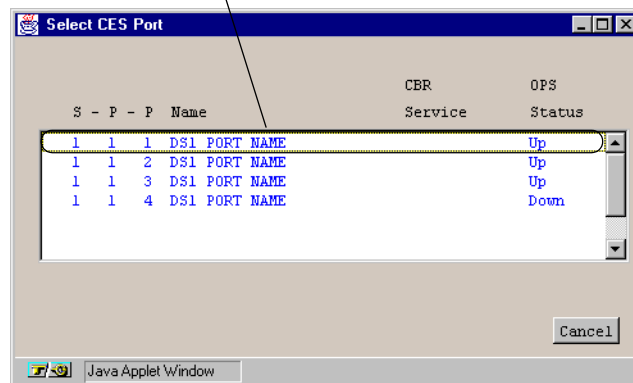 Select CES Port
CBR OPS
S - P - P Name Service Status
1 1 1 DS1 PORT NAME Up
1 1 2 DS1 PORT NAME Up
1 1 3 DS1 PORT NAME Up
1 1 4 DS1 PORT NAME Down
Cancel
Java Applet Window